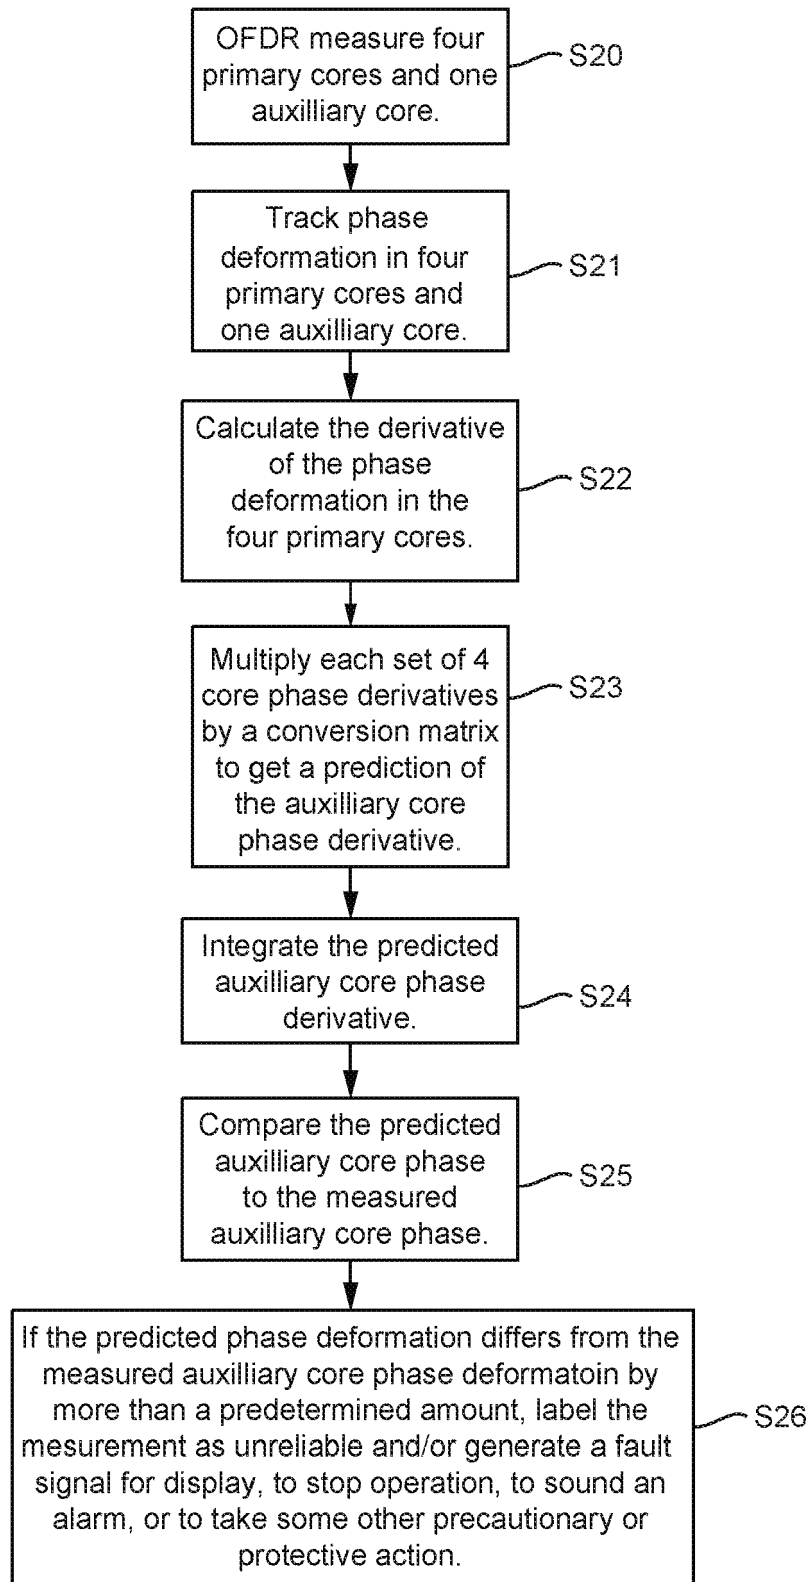 OFDR measure four
primary cores and one
auxilliary core.
S20
Track phase
deformation in four
primary cores and
one auxilliary core.
S21
Calculate the derivative
of the phase
deformation in the
four primary cores.
S22
Multiply each set of 4
core phase derivatives
by a conversion matrix
to get a prediction of
the auxilliary core
phase derivative.
S23
Integrate the predicted
auxilliary core phase
derivative.
S24
Compare the predicted
auxilliary core phase
to the measured
auxilliary core phase.
S25
If the predicted phase deformation differs from the
measured auxilliary core phase deformatoin by
more than a predetermined amount, label the
mesurement as unreliable and/or generate a fault
signal for display, to stop operation, to sound an
alarm, or to take some other precautionary or
protective action.
S26